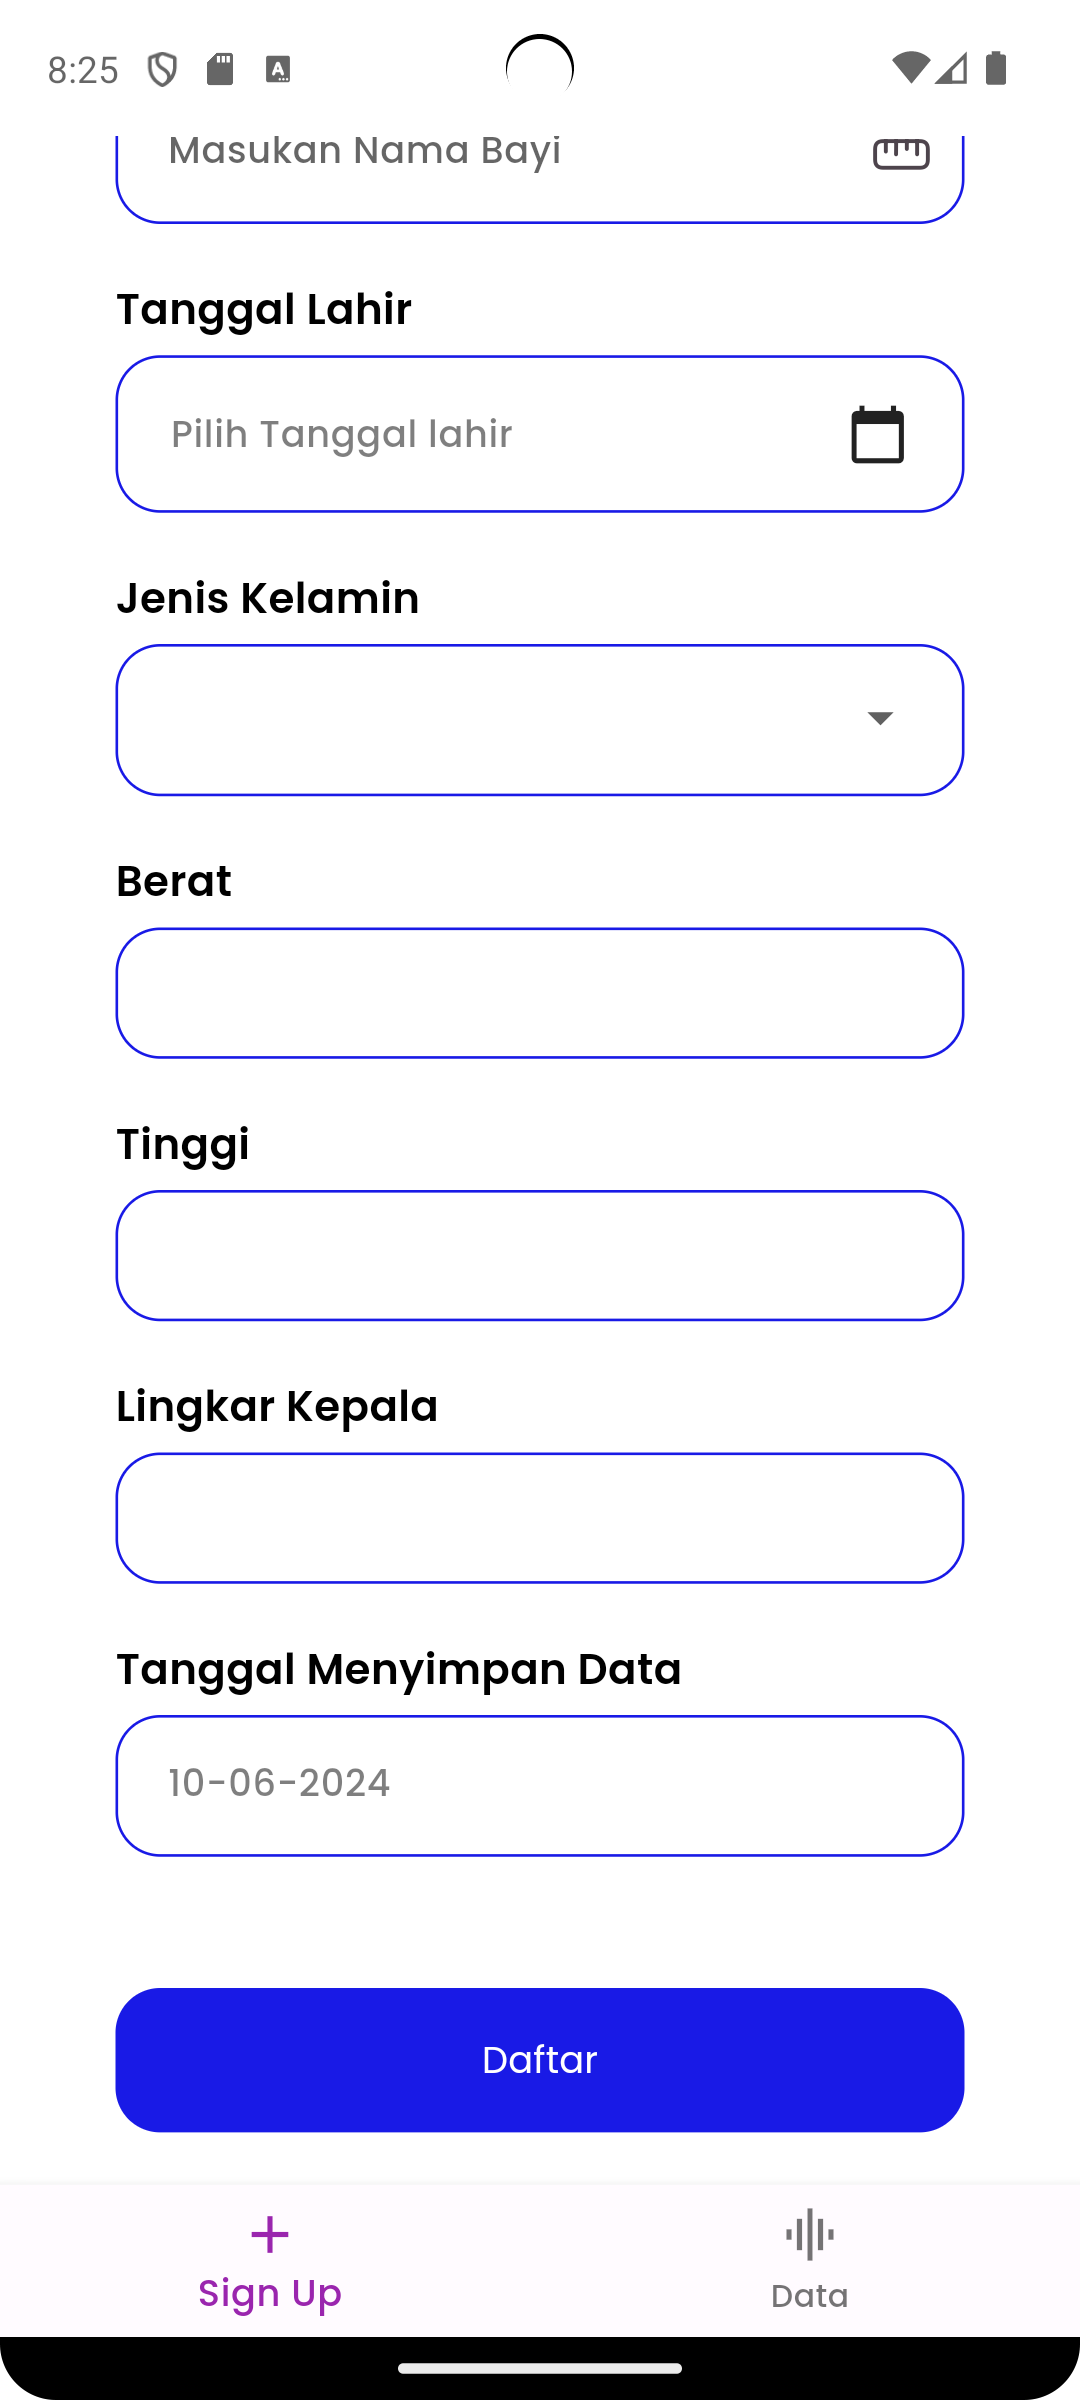 8:25
Masukan Nama Bayi
Tanggal Lahir
Pilih Tanggal lahir
Jenis Kelamin
Berat
Tinggi
Lingkar Kepala
Tanggal Menyimpan Data
10-06-2024
Daftar
Sign Up
Data